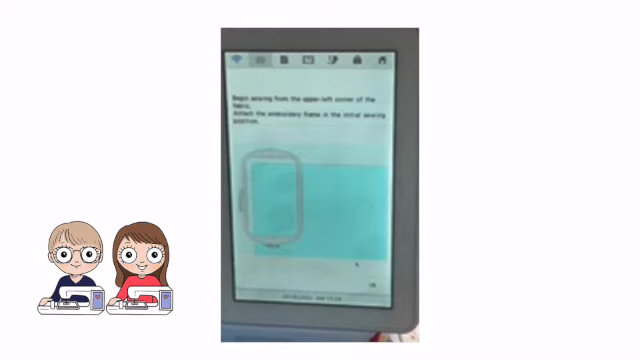 Begin sewing from the upper-left corner of the
fabric.
Attach the embroidery frame in the initial sewing
position.
OK